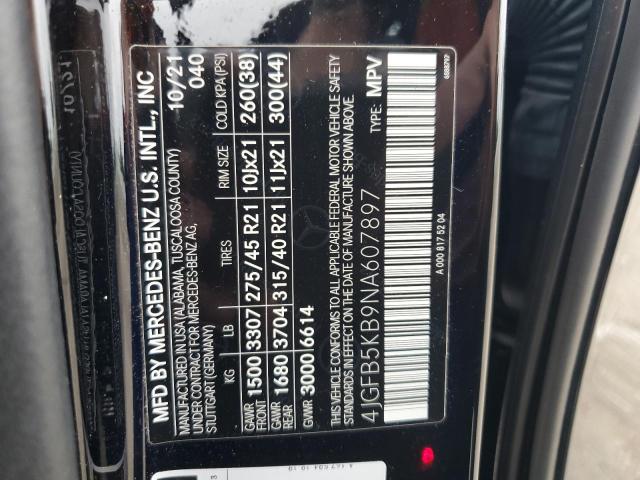 MFD BY MERCEDES-BENZ U.S. INTL., INC
MANUFACTURED IN USA (ALABAMA, TUSCALOOSA COUNTY) 10/21
UNDER CONTRACT FOR MERCEDES-BENZ AG, 040
STUTTGART (GERMANY)
KG LB TIRES RIM SIZE COLD KPA(PSI)
GAWR FRONT 1500 3307 275/45 R21 10Jx21 260(38)
GAWR REAR 1680 3704 315/40 R21 11Jx21 300(44)
GVWR 3000 6614
VEHICLE CONFORMS TO ALL APPLICABLE FEDERAL MOTOR VEHICLE SAFETY
STANDARDS IN EFFECT ON THE DATE OF MANUFACTURE SHOWN ABOVE.
4JGFB5KB9NA607897 TYPE: MPV
A 000 817 52 04